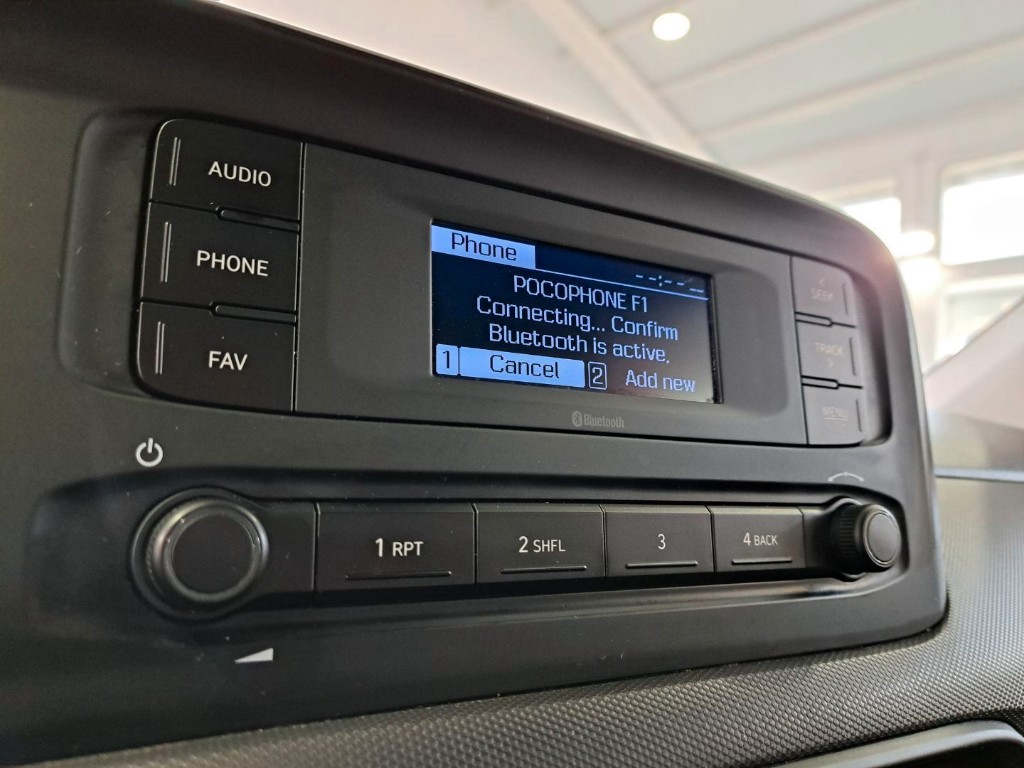 AUDIO
PHONE
FAV
Phone
--:--
POCOPHONE F1
Connecting... Confirm
Bluetooth is active.
1 Cancel 2 Add new
Bluetooth
SEEK
TRACK
MENU
1 RPT
2 SHFL
3
4 BACK